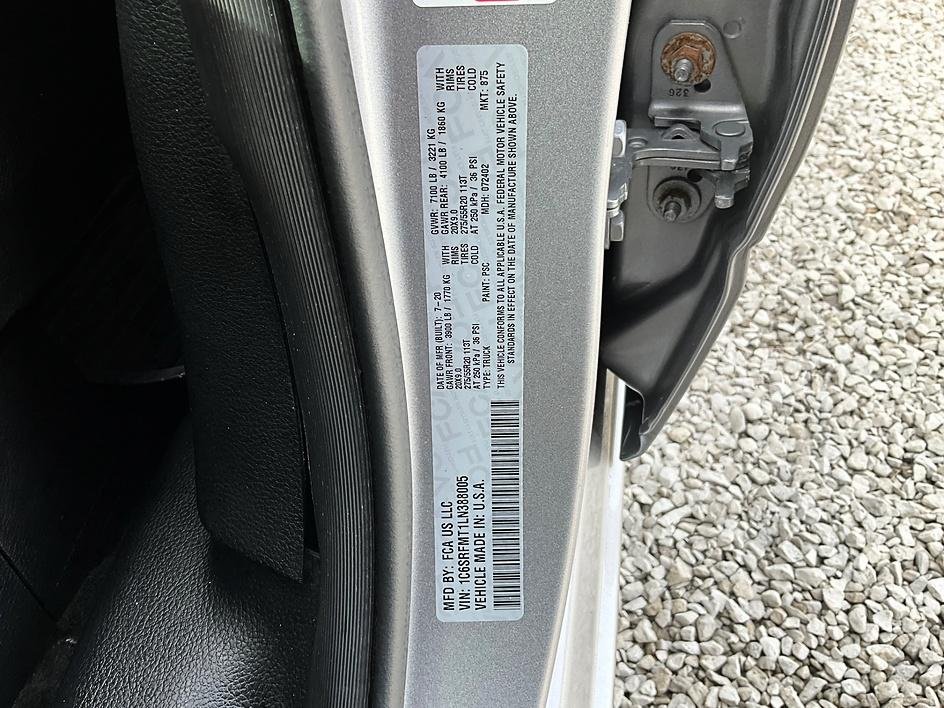 MFD BY: FCA US LLC
VIN: 1C6SRFMT1LN388005
VEHICLE MADE IN: U.S.A.
DATE OF MFR (BUILT): 7-20 GVWR: 7100 LB / 3221 KG
GAWR FRONT: 3900 LB / 1770 KG WITH GAWR REAR: 4100 LB / 1860 KG WITH
20X9.0 RIMS 20X9.0 RIMS
275/55R20 113T TIRES 275/55R20 113T TIRES
AT 250 kPa / 36 PSI COLD AT 250 kPa / 36 PSI COLD
TYPE: TRUCK PAINT: PSC MDH: 072402 MKT: 875
THIS VEHICLE CONFORMS TO ALL APPLICABLE U.S.A. FEDERAL MOTOR VEHICLE SAFETY
STANDARDS IN EFFECT ON THE DATE OF MANUFACTURE SHOWN ABOVE.
326